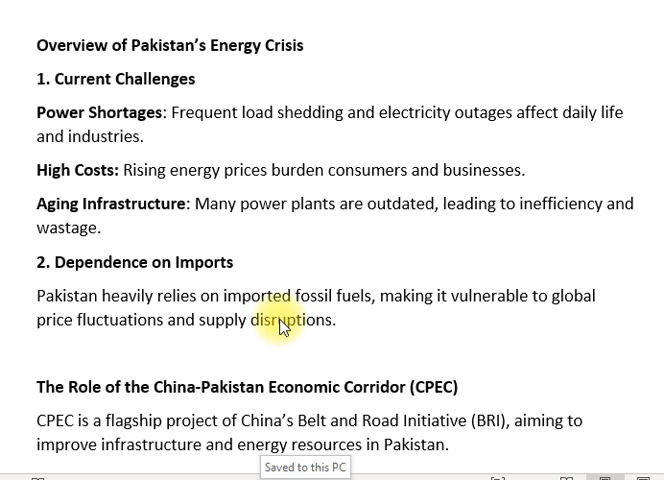 Overview of Pakistan’s Energy Crisis
1. Current Challenges
Power Shortages: Frequent load shedding and electricity outages affect daily life
and industries.
High Costs: Rising energy prices burden consumers and businesses.
Aging Infrastructure: Many power plants are outdated, leading to inefficiency and
wastage.
2. Dependence on Imports
Pakistan heavily relies on imported fossil fuels, making it vulnerable to global
price fluctuations and supply disruptions.
The Role of the China-Pakistan Economic Corridor (CPEC)
CPEC is a flagship project of China’s Belt and Road Initiative (BRI), aiming to
improve infrastructure and energy resources in Pakistan.
Saved to this PC